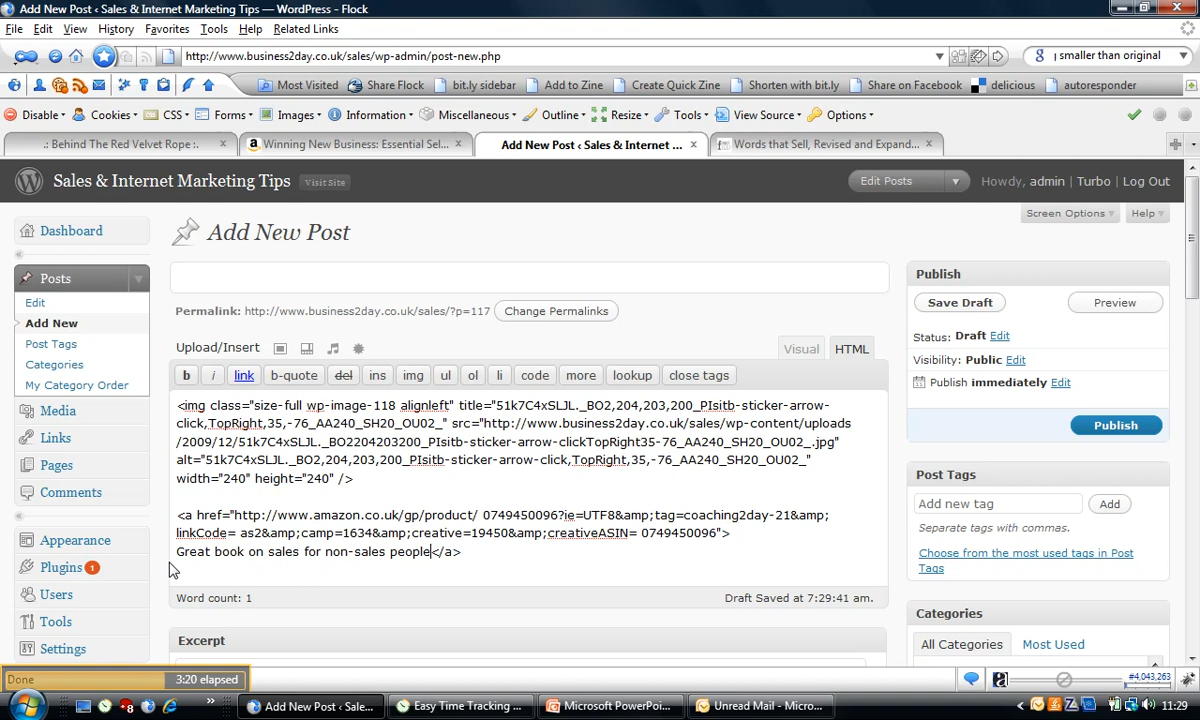 Add New Post ‹ Sales & Internet Marketing Tips — WordPress - Flock
File Edit View History Favorites Tools Help Related Links
http://www.business2day.co.uk/sales/wp-admin/post-new.php
smaller than original
Most Visited Share Flock bit.ly sidebar Add to Zine Create Quick Zine Shorten with bit.ly Share on Facebook delicious autoresponder
Disable Cookies CSS Forms Images Information Miscellaneous Outline Resize Tools View Source Options
.: Behind The Red Velvet Rope :. Winning New Business: Essential Sel... Add New Post ‹ Sales & Internet ... Words that Sell, Revised and Expand...
Sales & Internet Marketing Tips Visit Site Edit Posts Howdy, admin | Turbo | Log Out
Screen Options Help
Dashboard
Add New Post
Posts
Edit
Add New
Post Tags
Categories
My Category Order
Media
Links
Pages
Comments
Appearance
Plugins 1
Users
Tools
Settings
Permalink: http://www.business2day.co.uk/sales/?p=117 Change Permalinks
Upload/Insert Visual HTML
b i link b-quote del ins img ul ol li code more lookup close tags
<img class="size-full wp-image-118 alignleft" title="51k7C4xSLJL._BO2,204,203,200_PIsitb-sticker-arrow-
click,TopRight,35,-76_AA240_SH20_OU02_" src="http://www.business2day.co.uk/sales/wp-content/uploads
/2009/12/51k7C4xSLJL._BO2204203200_PIsitb-sticker-arrow-clickTopRight35-76_AA240_SH20_OU02_.jpg"
alt="51k7C4xSLJL._BO2,204,203,200_PIsitb-sticker-arrow-click,TopRight,35,-76_AA240_SH20_OU02_"
width="240" height="240" />
<a href="http://www.amazon.co.uk/gp/product/ 0749450096?ie=UTF8&amp;tag=coaching2day-21&amp;
linkCode= as2&amp;camp=1634&amp;creative=19450&amp;creativeASIN= 0749450096">
Great book on sales for non-sales people</a>
Word count: 1 Draft Saved at 7:29:41 am.
Excerpt
Publish
Save Draft Preview
Status: Draft Edit
Visibility: Public Edit
Publish immediately Edit
Publish
Post Tags
Add new tag Add
Separate tags with commas.
Choose from the most used tags in Post
Tags
Categories
All Categories Most Used
Done 3:20 elapsed
#4,043,263
Add New Post ‹ Sale... Easy Time Tracking ... Microsoft PowerPoi... Unread Mail - Micro... 11:29